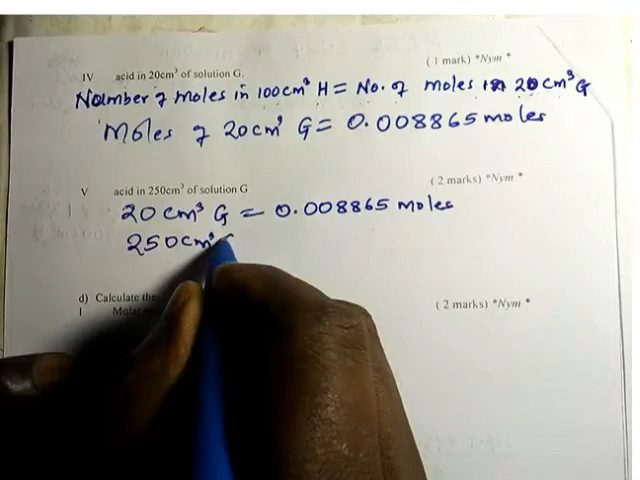 IV acid in 20cm³ of solution G. (1 mark) *Nym *
Number of moles in 100cm³ H = No. of moles in 20cm³ G
Moles of 20cm³ G = 0.008865 moles
V acid in 250cm³ of solution G (2 marks) *Nym *
20cm³ G = 0.008865 moles
250cm³
d) Calculate the
I Molar (2 marks) *Nym *